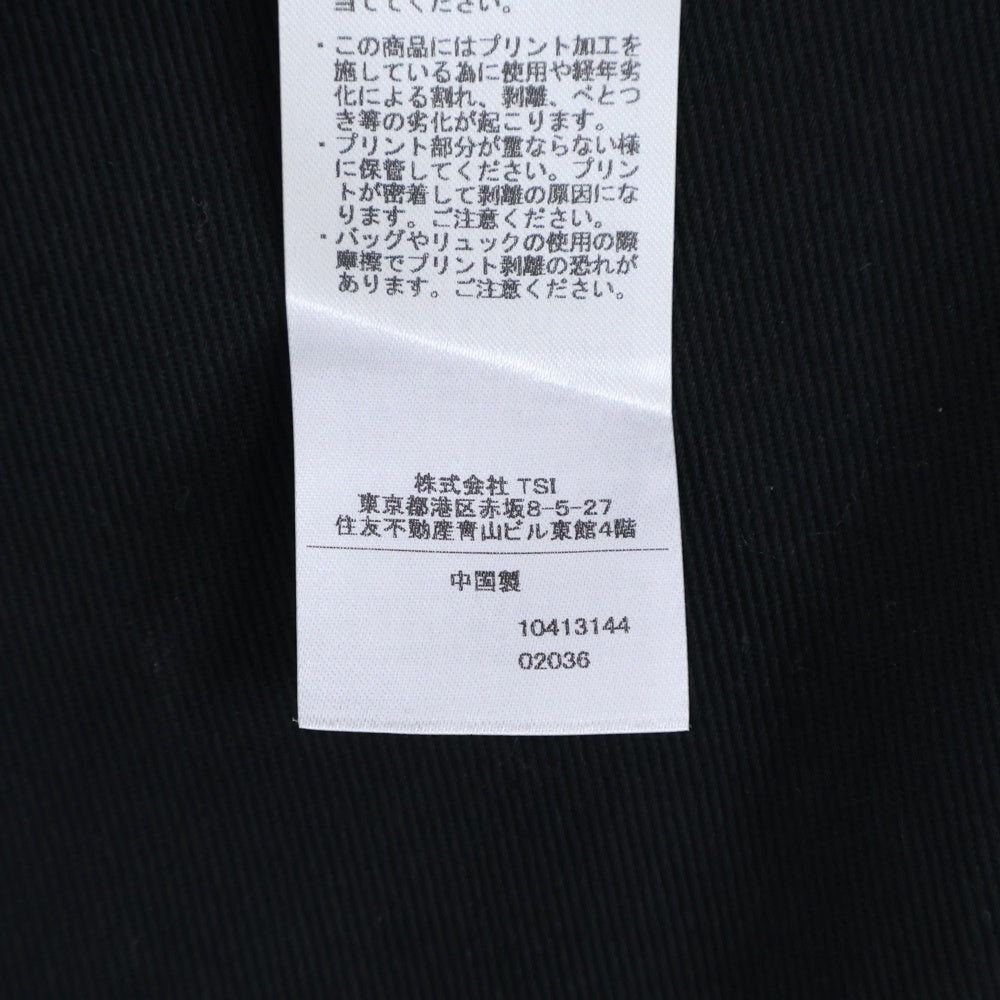 当ててください。
・この商品にはプリント加工を
施している為に使用や経年劣
化による割れ、剥離、べとつ
き等の劣化が起こります。
・プリント部分が重ならない様
に保管してください。プリン
トが密着して剥離の原因にな
ります。ご注意ください。
・バッグやリュックの使用の際
摩擦でプリント剥離の恐れが
あります。ご注意ください。
株式会社 TSI
東京都港区赤坂8-5-27
住友不動産青山ビル東館4階
中国製
10413144
02036